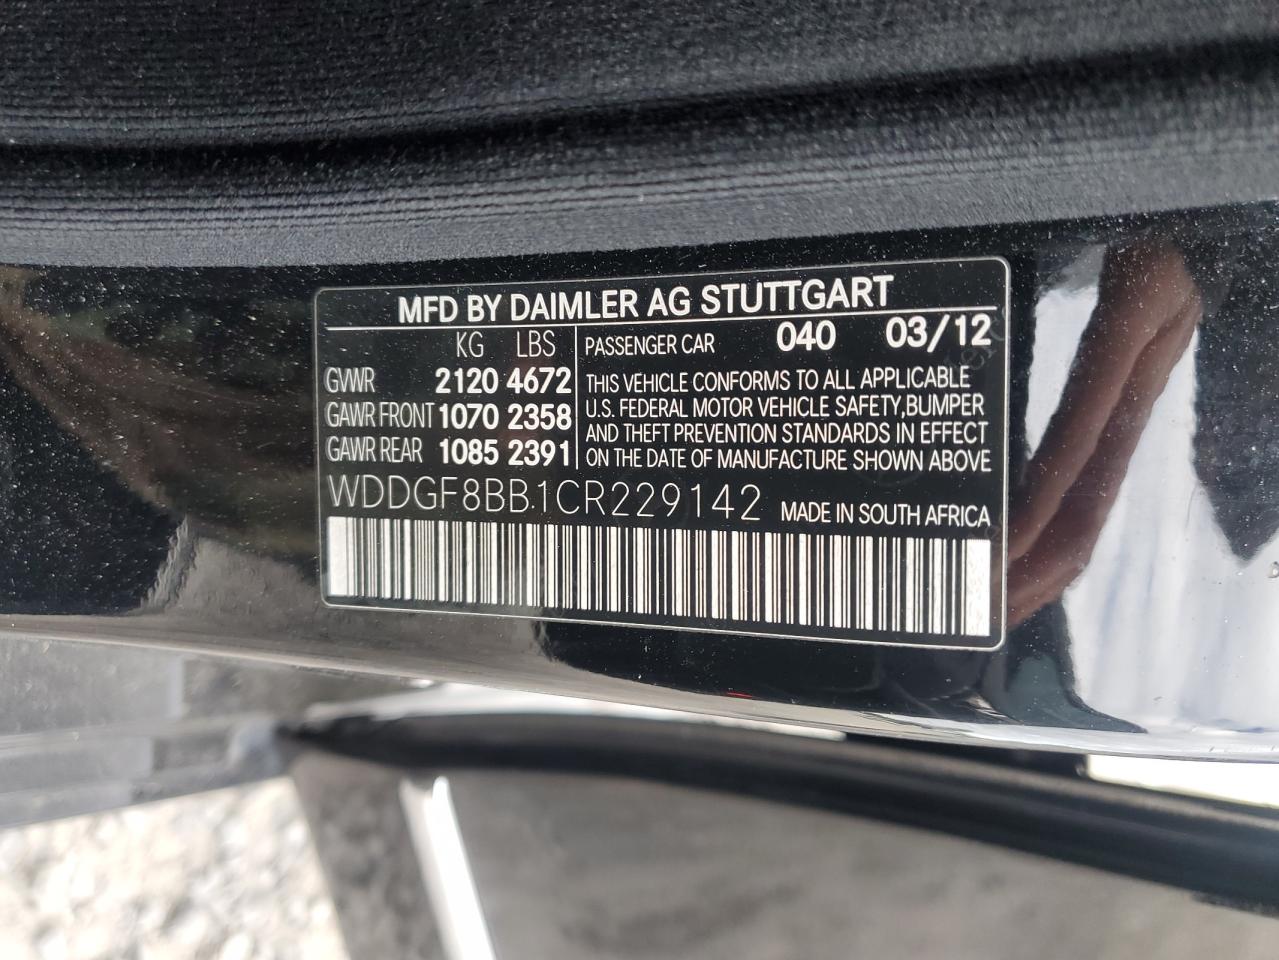 MFD BY DAIMLER AG STUTTGART
KG LBS
GVWR 2120 4672
GAWR FRONT 1070 2358
GAWR REAR 1085 2391
PASSENGER CAR 040 03/12
THIS VEHICLE CONFORMS TO ALL APPLICABLE
U.S. FEDERAL MOTOR VEHICLE SAFETY, BUMPER
AND THEFT PREVENTION STANDARDS IN EFFECT
ON THE DATE OF MANUFACTURE SHOWN ABOVE
WDDGF8BB.1CR229142 MADE IN SOUTH AFRICA